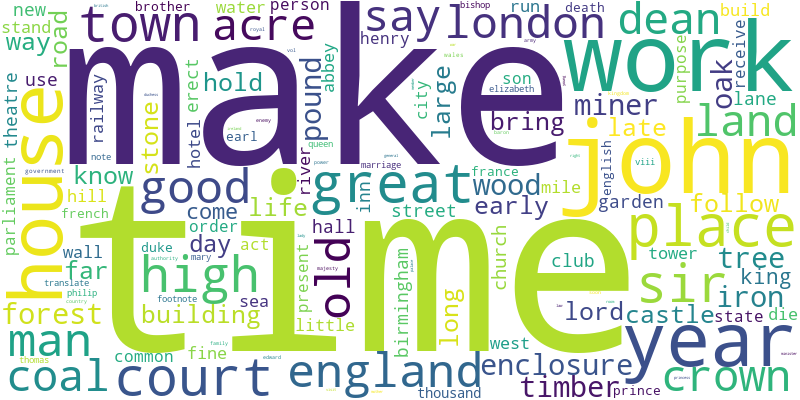 new
stand
way
road
town
brother
water
acre
person
say
london
run
death
dean
build
theatre
railway
hotel
erect
hold
earl
pound
abbey
henry
city
large
son
elizabeth
bring
miner
purpose
oak
receive
lane
make
work
house
parliament
use
note
stone
river
queen
power
marriage
france
english
late
land
know
hill
french
good
life
great
inn
wood
mile
viii
john
garden
follow
wall
come
order
day
act
hall
street
early
church
club
place
government
far
duke
mary
old
present
birmingham
tower
tree
translate
philip
country
high
authority
footnote
sea
majesty
time
sir
king
iron
forest
building
little
long
west
lord
castle
state
die
man
common
fine
england
enclosure
year
thomas
coal
court
family
edward
thousand
timber
prince
crown
princess
bishop
royal
vol
army
enemy
general
right
wales